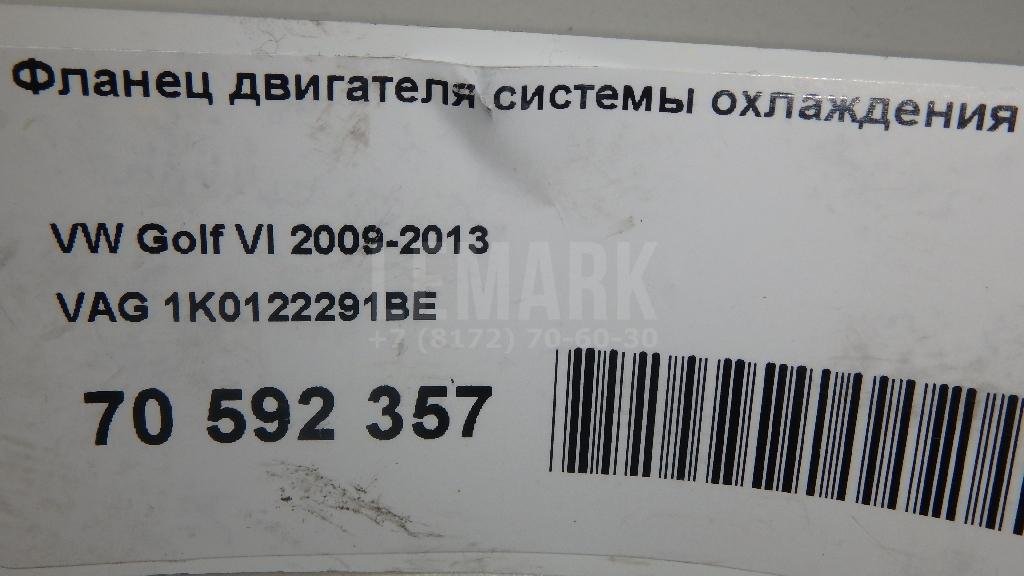 Фланец двигателя системы охлаждения
VW Golf VI 2009-2013
VAG 1K0122291BE
LEMARK
+7 (8172) 70-60-30
70 592 357